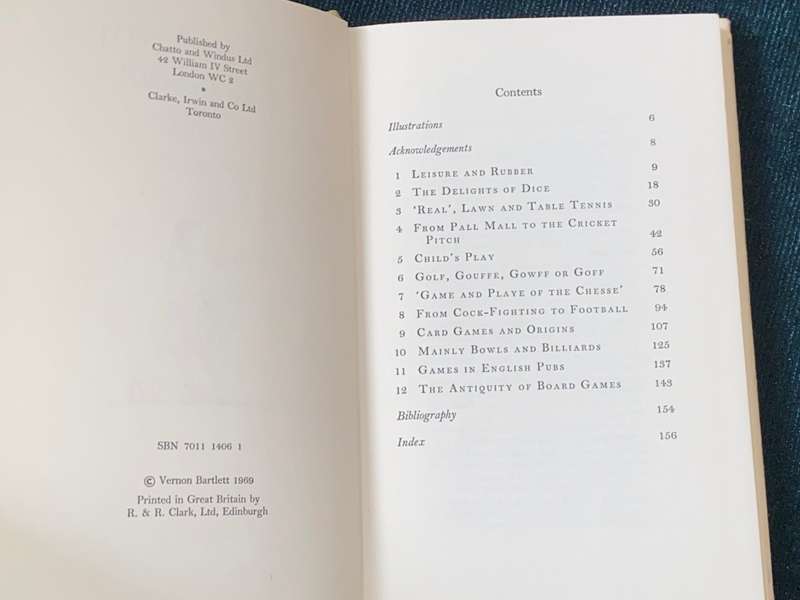 Published by
Chatto and Windus Ltd
42 William IV Street
London WC 2
*
Clarke, Irwin and Co Ltd
Toronto
SBN 7011 1406 1
© Vernon Bartlett 1969
Printed in Great Britain by
R. & R. Clark, Ltd, Edinburgh
Contents
Illustrations 6
Acknowledgements 8
1 Leisure and Rubber 9
2 The Delights of Dice 18
3 'Real', Lawn and Table Tennis 30
4 From Pall Mall to the Cricket
Pitch 42
5 Child's Play 56
6 Golf, Gouffe, Gowff or Goff 71
7 'Game and Playe of the Chesse' 78
8 From Cock-Fighting to Football 94
9 Card Games and Origins 107
10 Mainly Bowls and Billiards 125
11 Games in English Pubs 137
12 The Antiquity of Board Games 143
Bibliography 154
Index 156